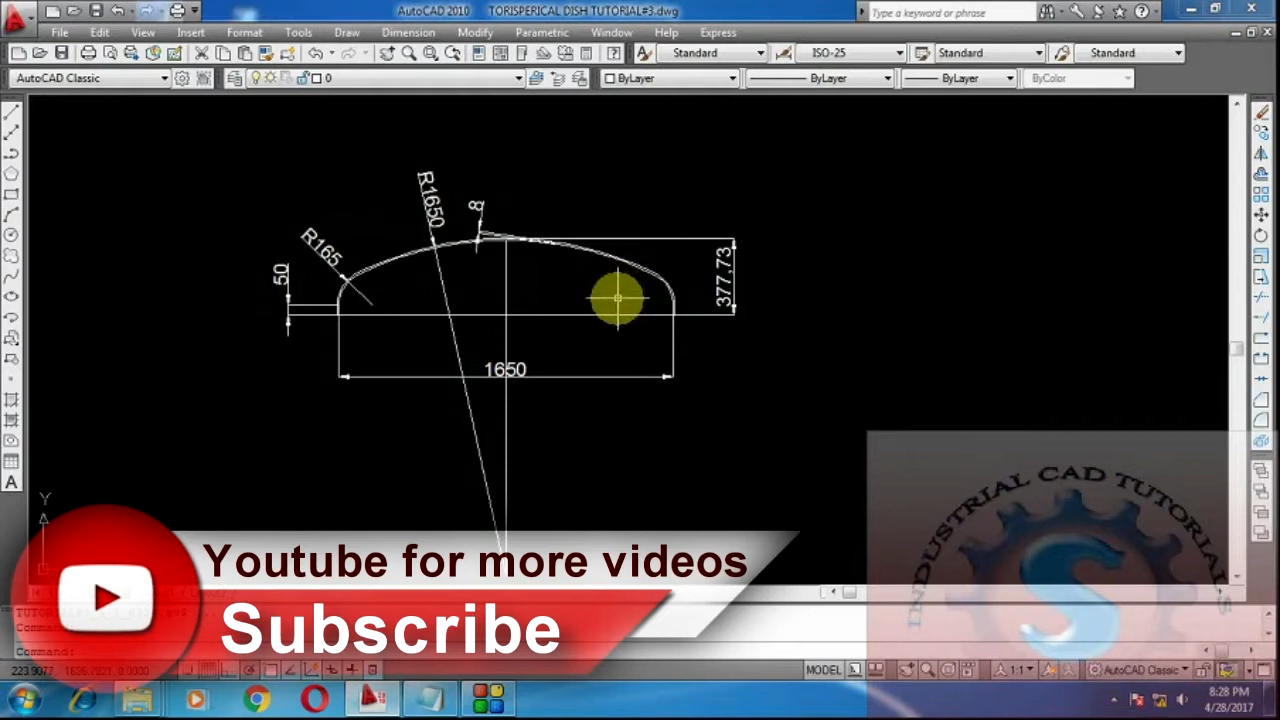 AutoCAD 2010 TORISPERICAL DISH TUTORIAL#3.dwg
Type a keyword or phrase
File Edit View Insert Format Tools Draw Dimension Modify Parametric Window Help Express
Standard ISO-25 Standard Standard
AutoCAD Classic 0 ByLayer ByLayer ByLayer ByColor
R1650
8
R165
50
377,73
1650
Y
A
INDUSTRIAL CAD TUTORIALS
S
Youtube for more videos
Subscribe
Command:
MODEL 1:1 AutoCAD Classic
8:28 PM
4/28/2017